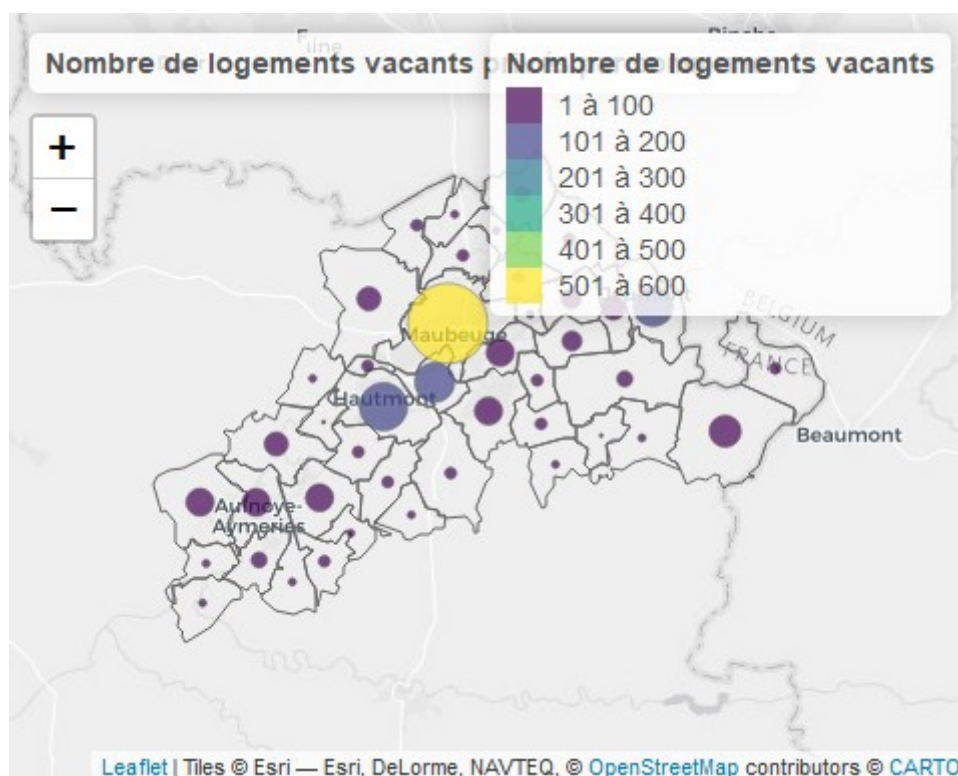 Nombre de logements vacants pr
Nombre de logements vacants
1 à 100
101 à 200
201 à 300
301 à 400
401 à 500
501 à 600
+
−
BELGIUM
FRANCE
Maubeuge
Hautmont
Beaumont
Aulnoye-
Aymeries
Leaflet | Tiles © Esri — Esri, DeLorme, NAVTEQ, © OpenStreetMap contributors © CARTO